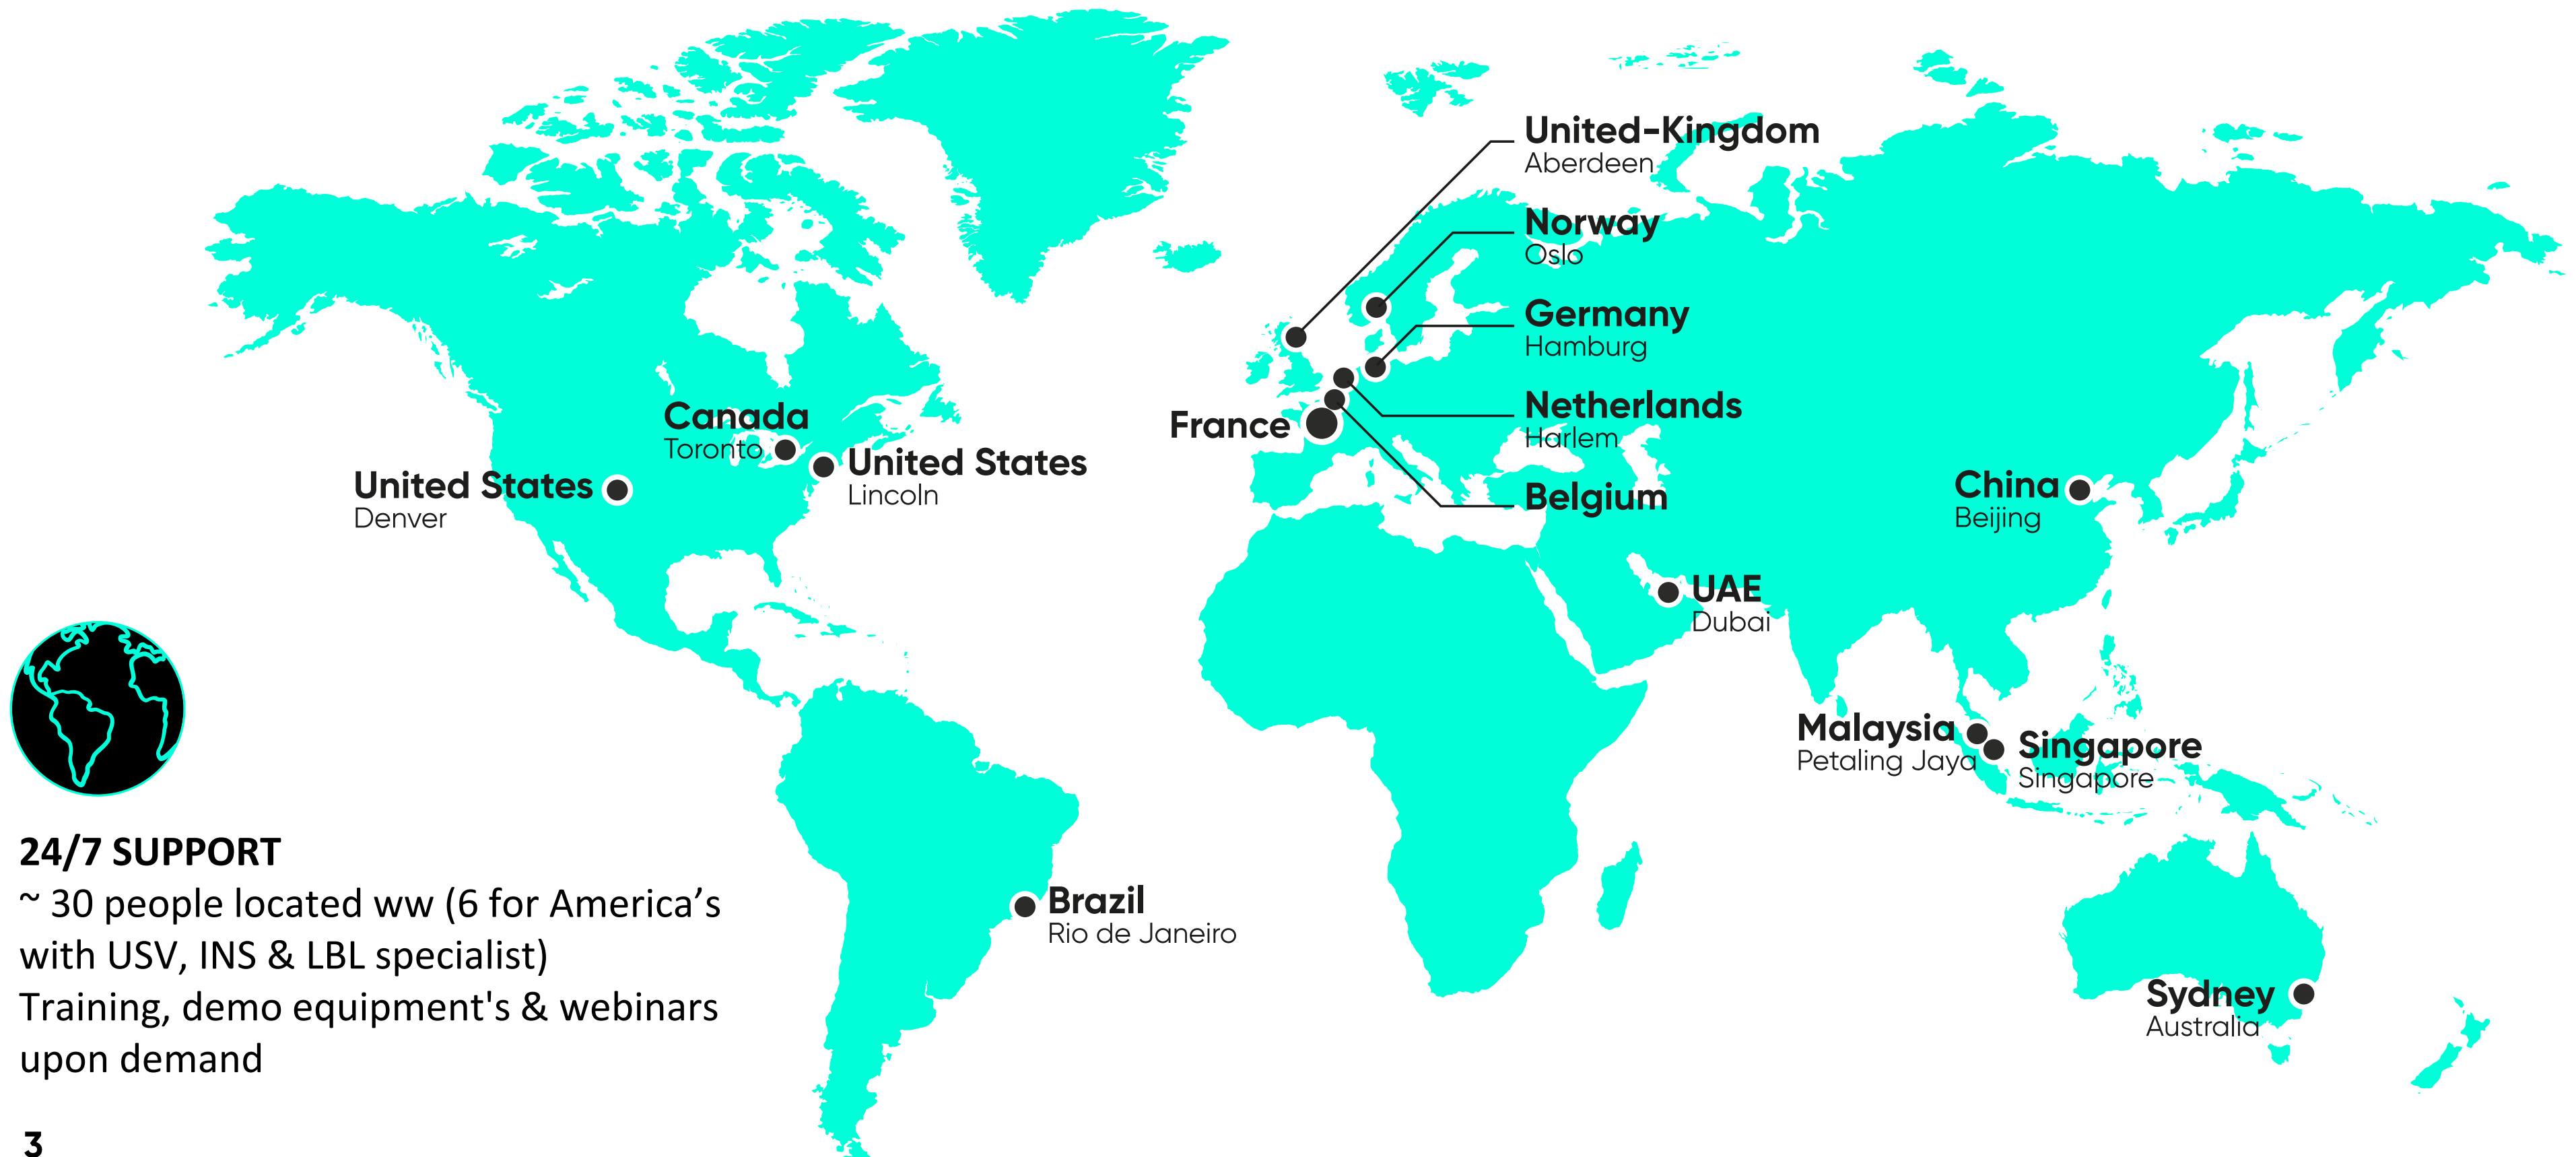 United-Kingdom
Aberdeen
Norway
Oslo
Germany
Hamburg
Netherlands
Harlem
Belgium
France
Canada
Toronto
United States
Lincoln
United States
Denver
China
Beijing
UAE
Dubai
Malaysia
Petaling Jaya
Singapore
Singapore
Brazil
Rio de Janeiro
Sydney
Australia
24/7 SUPPORT
~ 30 people located ww (6 for America’s
with USV, INS & LBL specialist)
Training, demo equipment's & webinars
upon demand
3